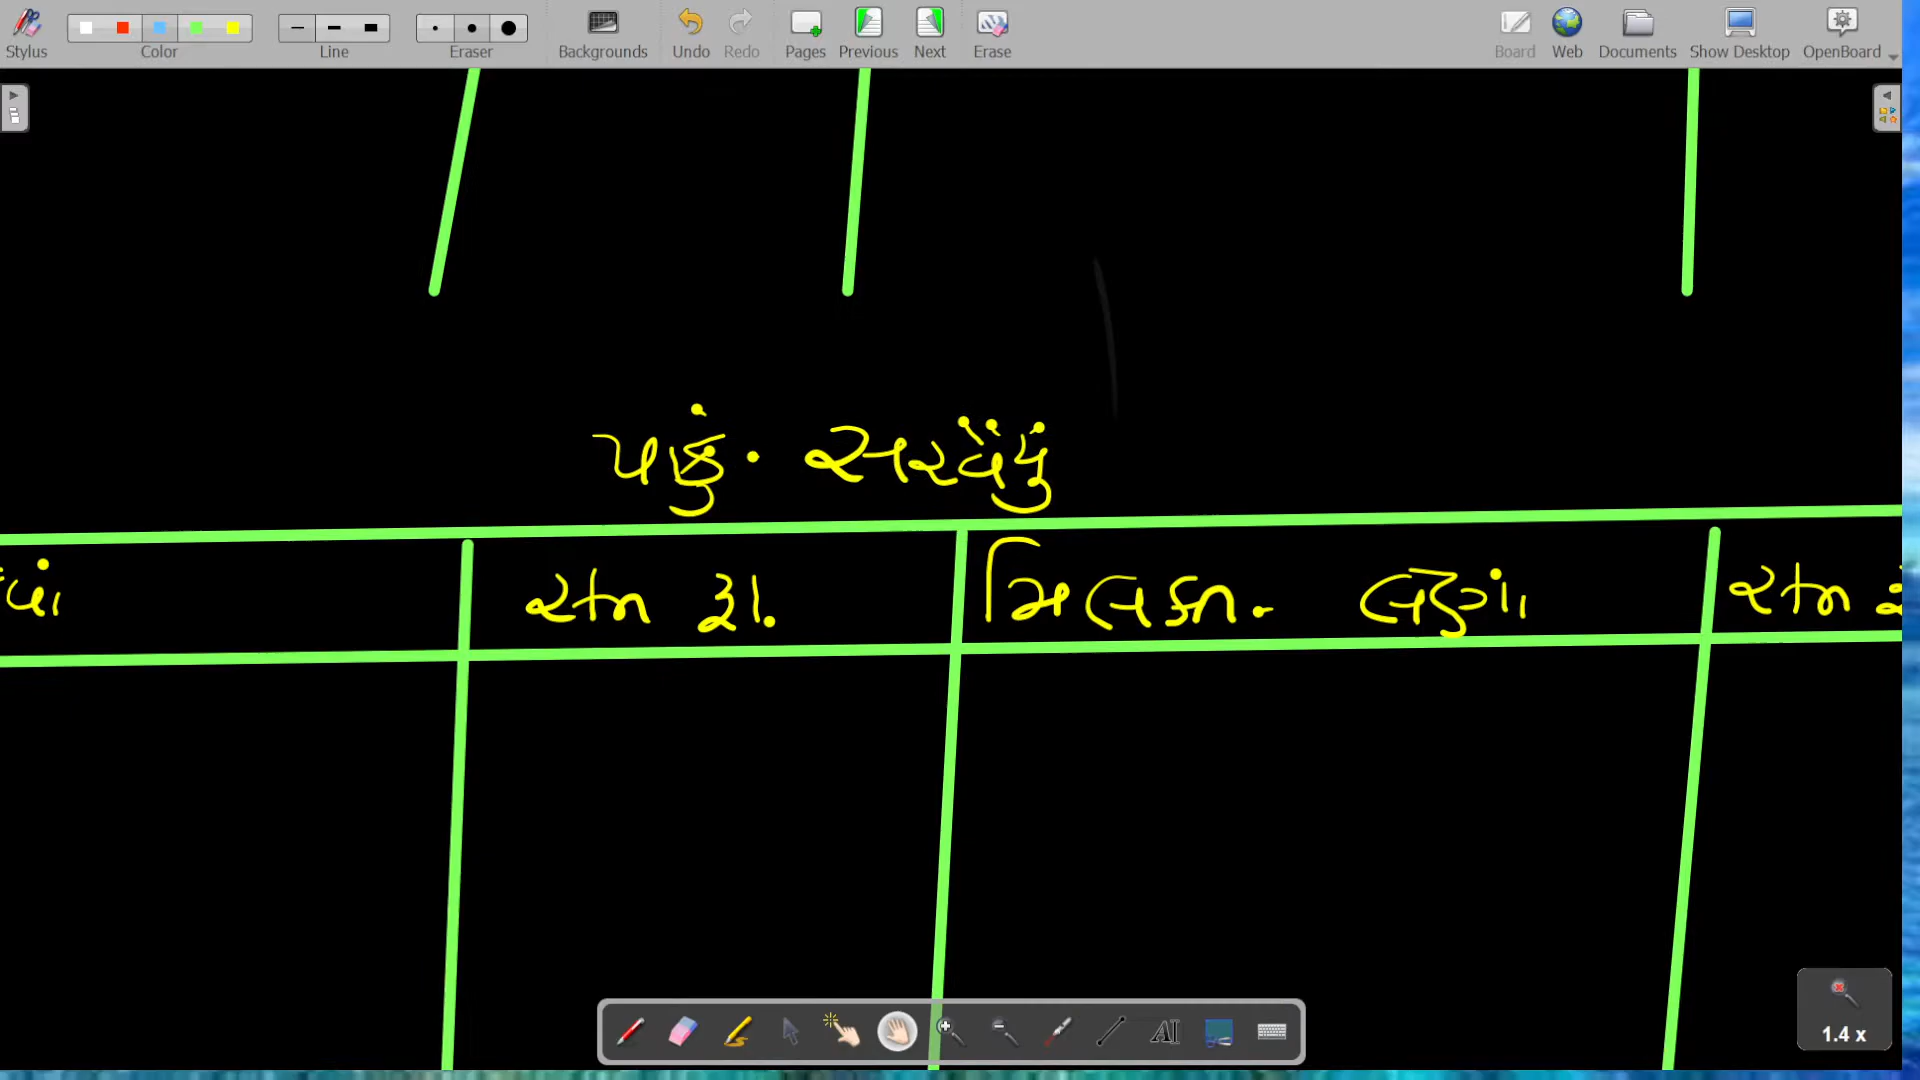 Stylus Color Line Eraser Backgrounds Undo Redo Pages Previous Next Erase Board Web Documents Show Desktop OpenBoard
પાકું. સરવૈયું
રકમ રૂા. મિલકત. લેણાં રકમ
1.4 x